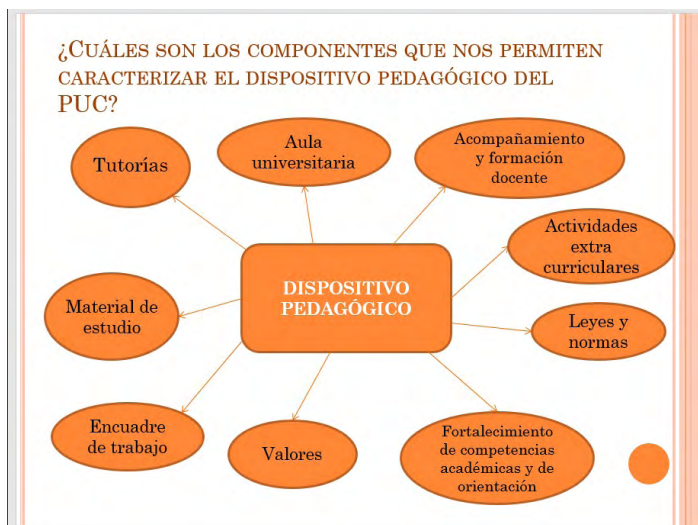 ¿CUÁLES SON LOS COMPONENTES QUE NOS PERMITEN
CARACTERIZAR EL DISPOSITIVO PEDAGÓGICO DEL
PUC?
Tutorías
Aula
universitaria
Acompañamiento
y formación
docente
Actividades
extra
curriculares
DISPOSITIVO
PEDAGÓGICO
Material de
estudio
Leyes y
normas
Encuadre
de trabajo
Valores
Fortalecimiento
de competencias
académicas y de
orientación